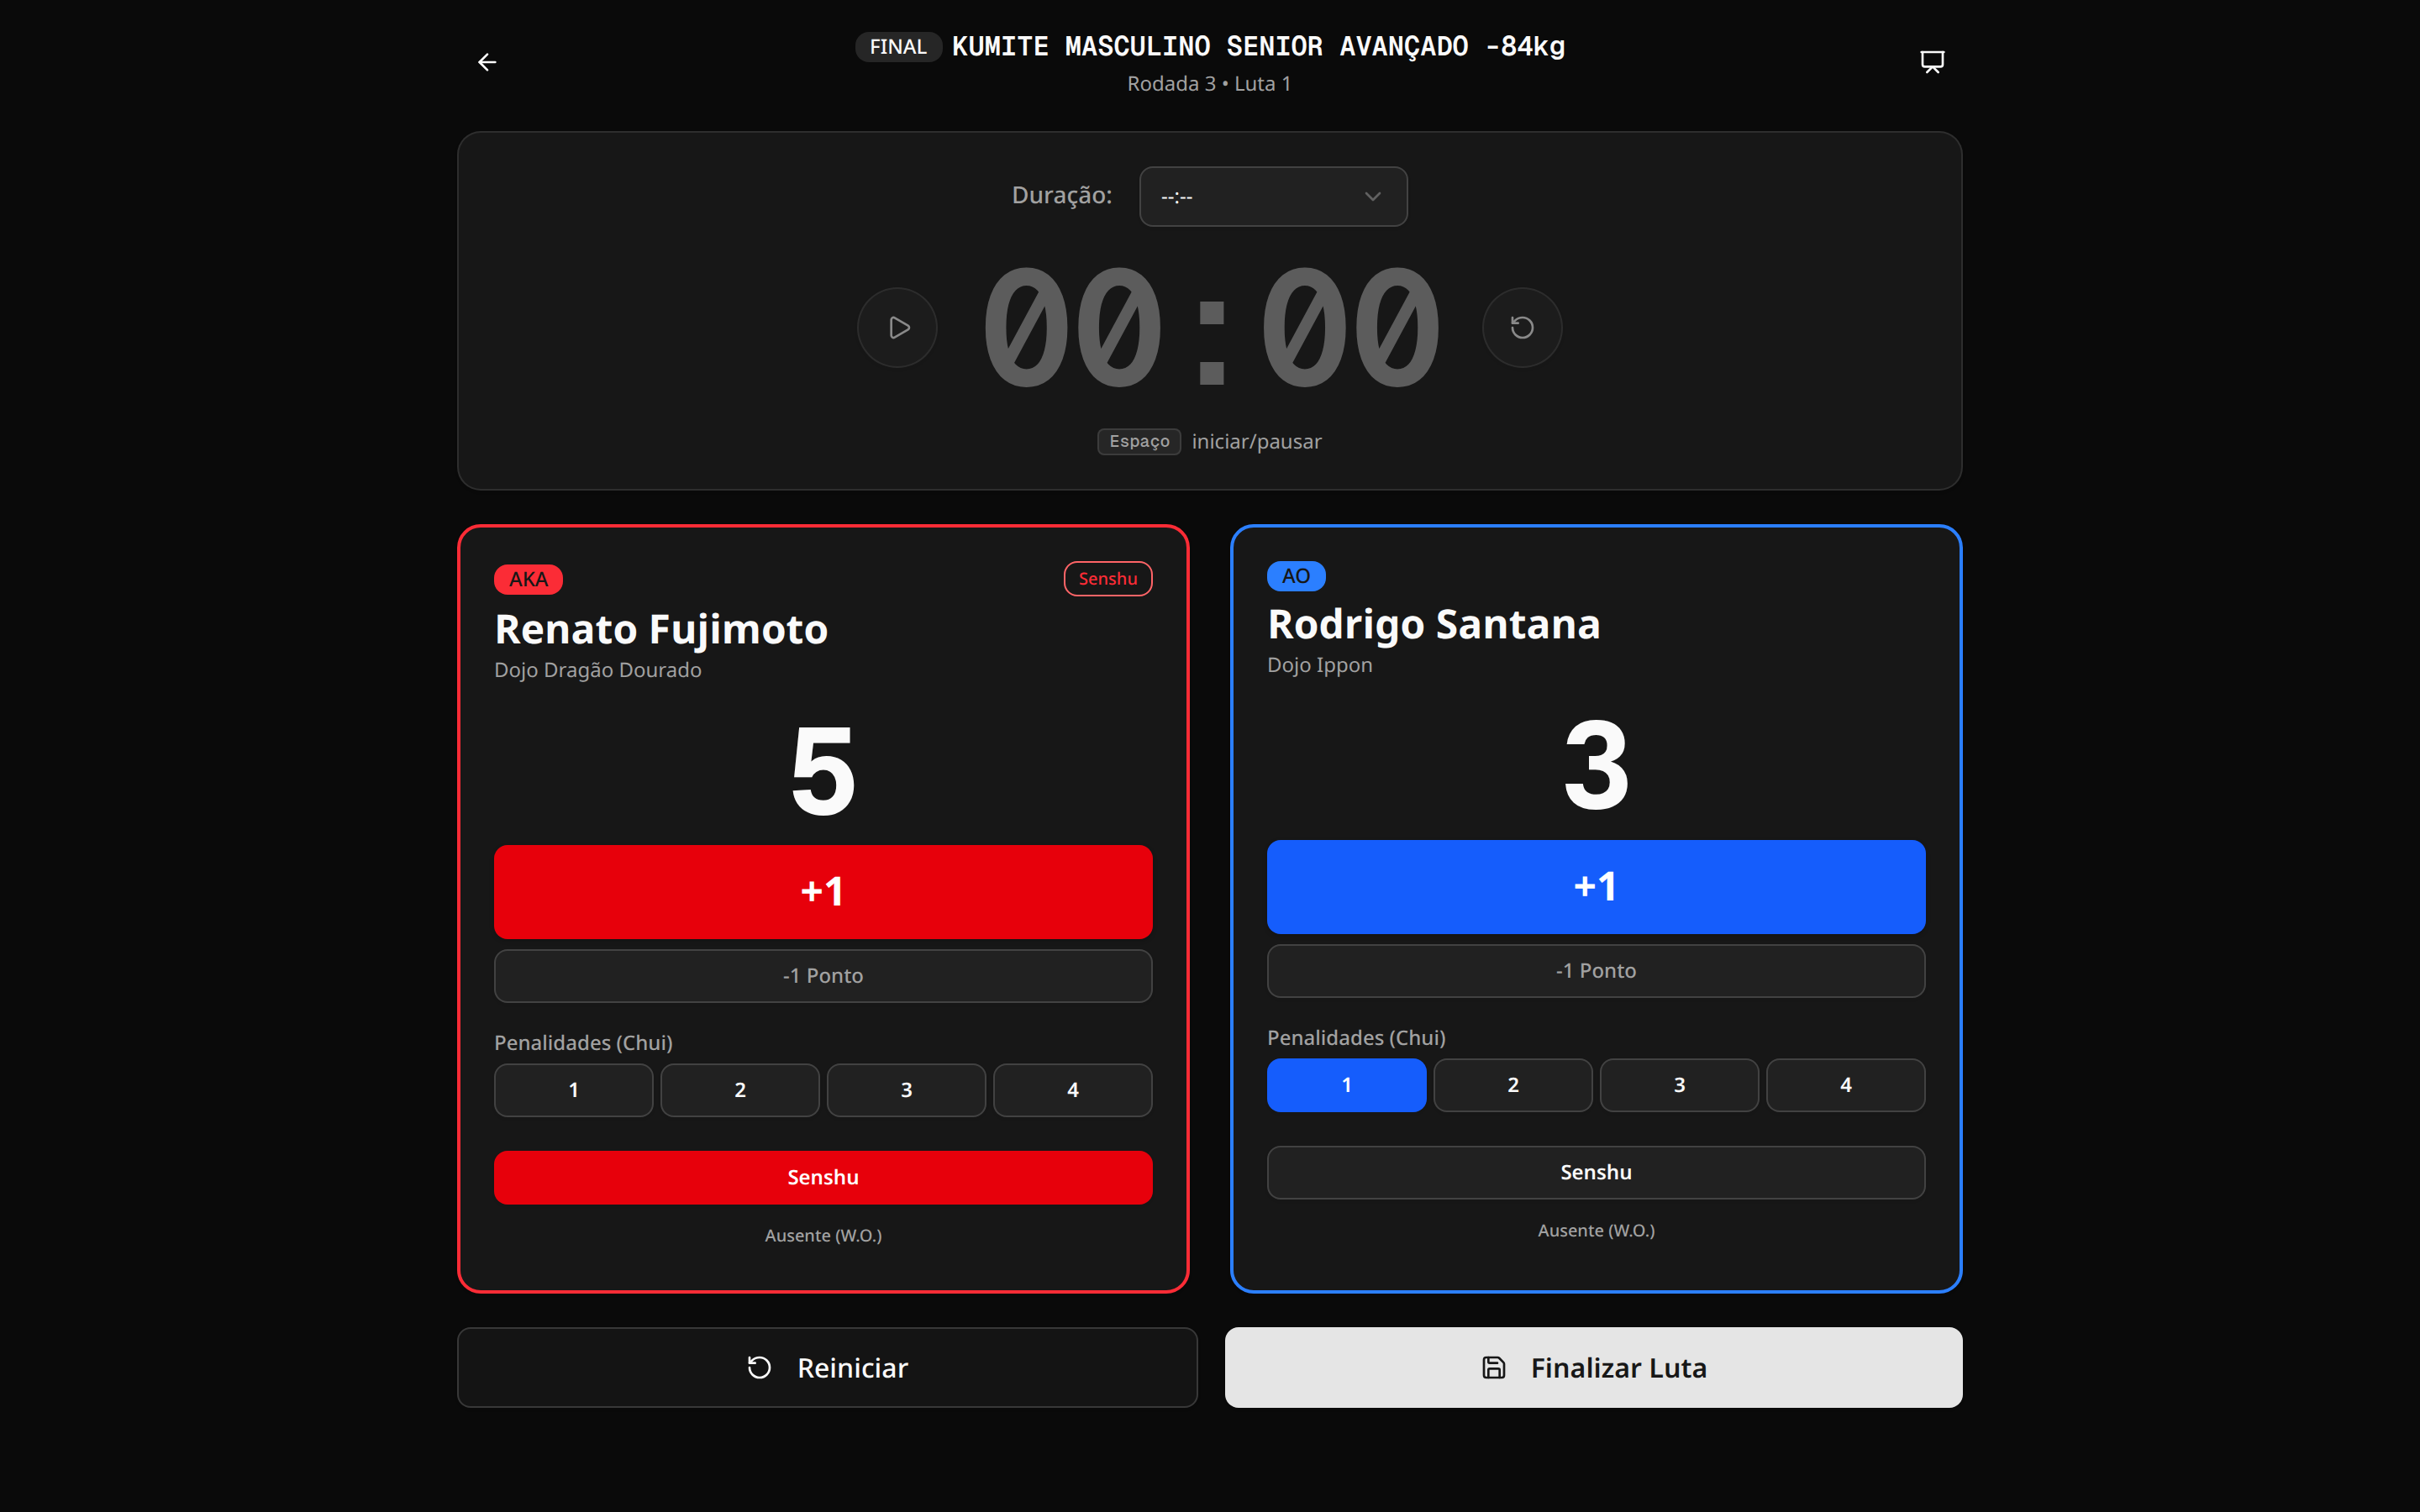 FINAL KUMITE MASCULINO SENIOR AVANÇADO -84kg
Rodada 3 • Luta 1
Duração: --:--
00:00
Espaço iniciar/pausar
AKA Senshu
Renato Fujimoto
Dojo Dragão Dourado
5
+1
-1 Ponto
Penalidades (Chui)
1 2 3 4
Senshu
Ausente (W.O.)
AO
Rodrigo Santana
Dojo Ippon
3
+1
-1 Ponto
Penalidades (Chui)
1 2 3 4
Senshu
Ausente (W.O.)
Reiniciar
Finalizar Luta